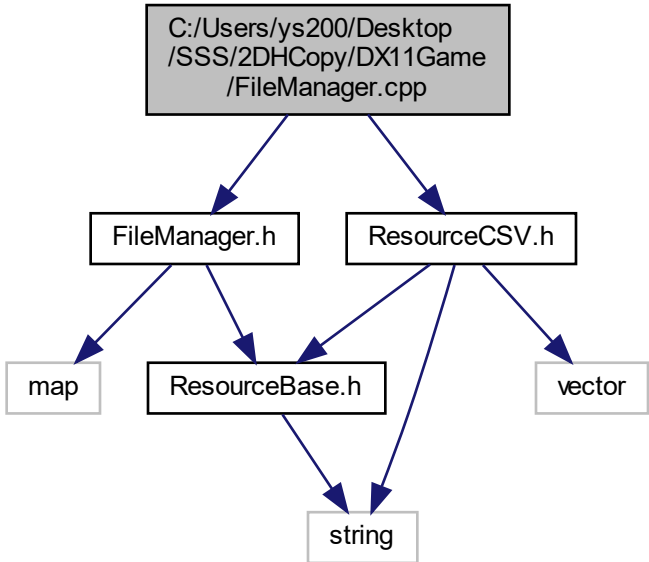 C:/Users/ys200/Desktop
/SSS/2DHCopy/DX11Game
/FileManager.cpp
FileManager.h
ResourceCSV.h
map
ResourceBase.h
vector
string